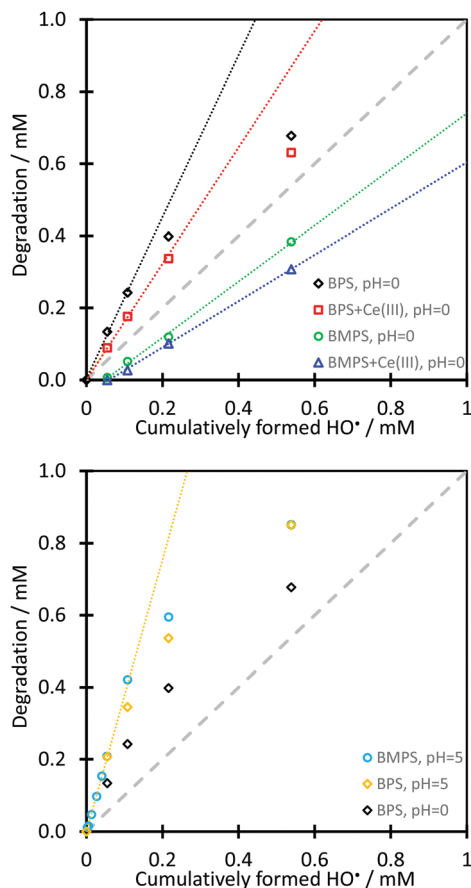 1.0
0.8
0.6
0.4
0.2
0.0
Degradation / mM
BPS, pH=0
BPS+Ce(III), pH=0
BMPS, pH=0
BMPS+Ce(III), pH=0
0 0.2 0.4 0.6 0.8 1
Cumulatively formed HO• / mM
1.0
0.8
0.6
0.4
0.2
0.0
Degradation / mM
BMPS, pH=5
BPS, pH=5
BPS, pH=0
0 0.2 0.4 0.6 0.8 1
Cumulatively formed HO• / mM